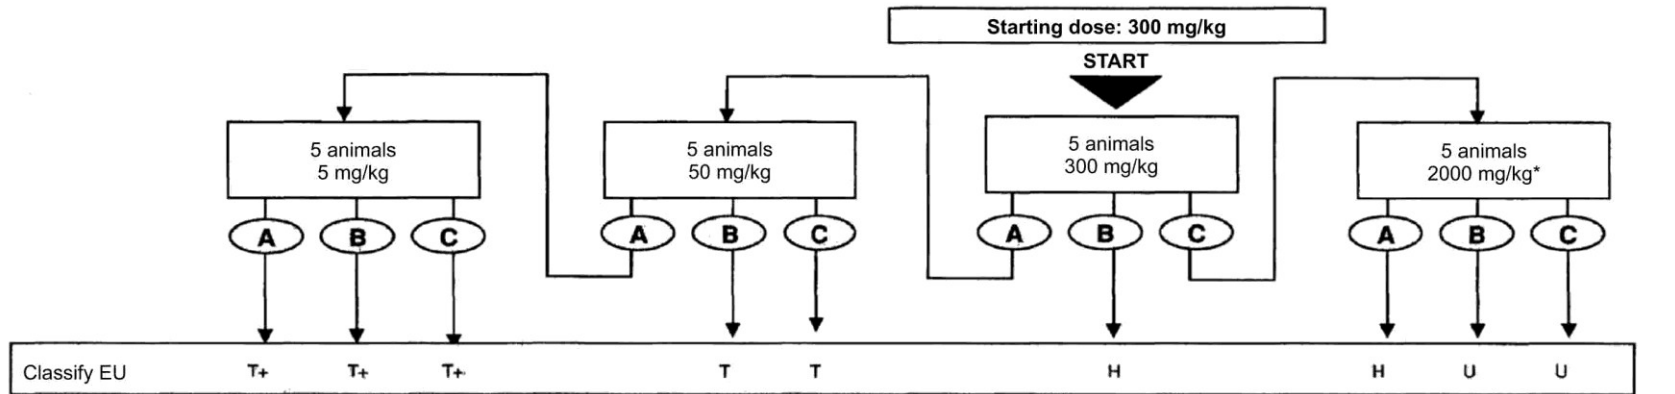 Starting dose: 300 mg/kg
START
5 animals
5 mg/kg
5 animals
50 mg/kg
5 animals
300 mg/kg
5 animals
2000 mg/kg*
A B C A B C A B C A B C
Classify EU T+ T+ T+ T T H H U U